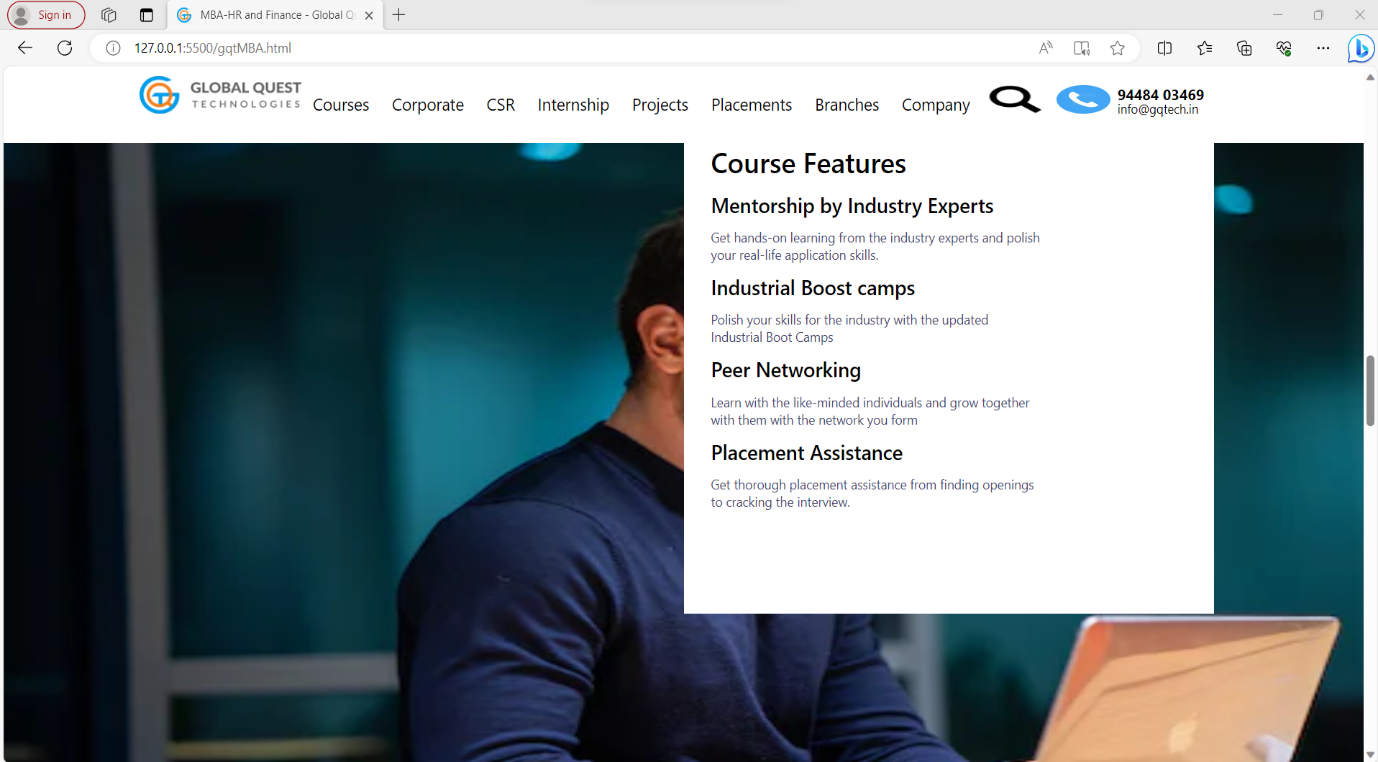 Sign in
MBA-HR and Finance - Global Q
127.0.0.1:5500/gqtMBA.html
GLOBAL QUEST
TECHNOLOGIES
Courses Corporate CSR Internship Projects Placements Branches Company
94484 03469
info@gqtech.in
Course Features
Mentorship by Industry Experts
Get hands-on learning from the industry experts and polish
your real-life application skills.
Industrial Boost camps
Polish your skills for the industry with the updated
Industrial Boot Camps
Peer Networking
Learn with the like-minded individuals and grow together
with them with the network you form
Placement Assistance
Get thorough placement assistance from finding openings
to cracking the interview.